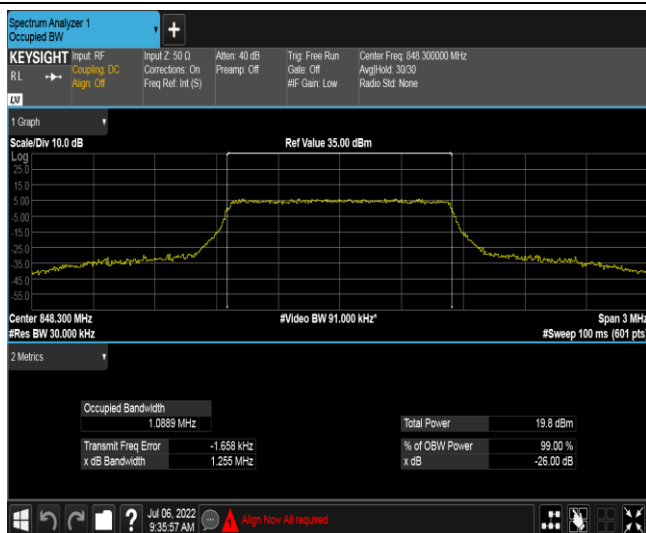 Spectrum Analyzer 1
Occupied BW
+
KEYSIGHT
RL
LXI
Input: RF
Coupling: DC
Align: Off
Input Z: 50 Ω
Corrections: On
Freq Ref: Int (S)
Atten: 40 dB
Preamp: Off
Trig: Free Run
Gate: Off
#IF Gain: Low
Center Freq: 848.300000 MHz
Avg|Hold: 30/30
Radio Std: None
1 Graph
Scale/Div 10.0 dB
Ref Value 35.00 dBm
Log
25.0
15.0
5.00
-5.00
-15.0
-25.0
-35.0
-45.0
-55.0
Center 848.300 MHz
#Video BW 91.000 kHz*
Span 3 MHz
#Res BW 30.000 kHz
#Sweep 100 ms (601 pts)
2 Metrics
Occupied Bandwidth
1.0889 MHz
Total Power 19.8 dBm
Transmit Freq Error -1.658 kHz
% of OBW Power 99.00 %
x dB Bandwidth 1.255 MHz
x dB -26.00 dB
?
Jul 06, 2022
9:35:57 AM
Align Now All required